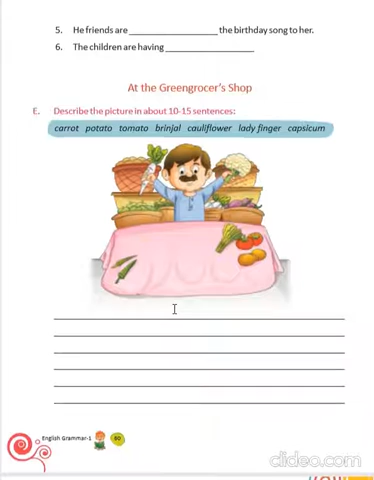 5. He friends are ____________________ the birthday song to her.
6. The children are having ____________________
At the Greengrocer's Shop
E. Describe the picture in about 10-15 sentences:
carrot potato tomato brinjal cauliflower lady finger capsicum
English Grammar-1 80
clideo.com